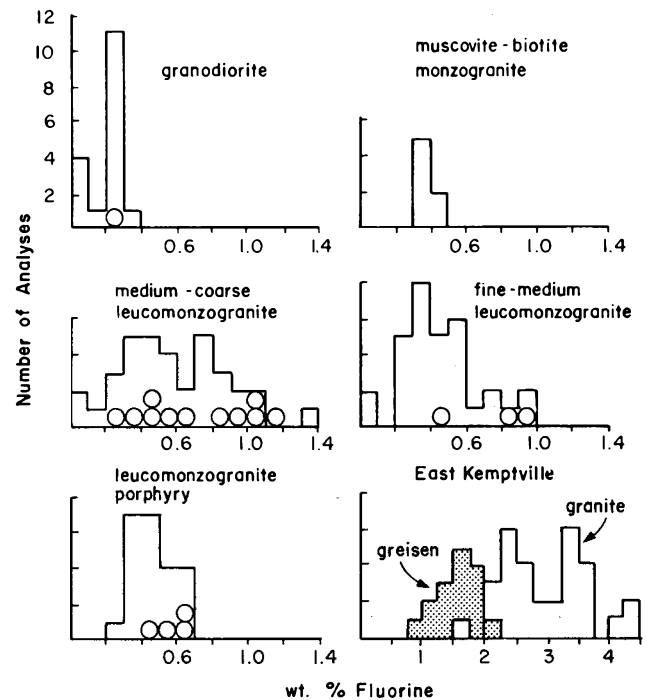 12
10
8
6
4
2
granodiorite
muscovite-biotite
monzogranite
0.6 1.0 1.4
0.6 1.0 1.4
Number of Analyses
medium-coarse
leucomonzogranite
fine-medium
leucomonzogranite
0.6 1.0 1.4
0.6 1.0 1.4
leucomonzogranite
porphyry
East Kemptville
granite
greisen
0.6 1.0 1.4
1 2 3 4
wt. % Fluorine